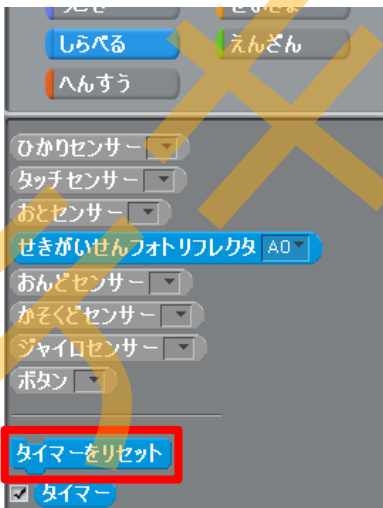 しらべる えんざん
へんすう
ひかりセンサー
タッチセンサー
おとセンサー
せきがいせんフォトリフレクタ A0
おんどセンサー
かそくどセンサー
ジャイロセンサー
ボタン
タイマーをリセット
タイマー